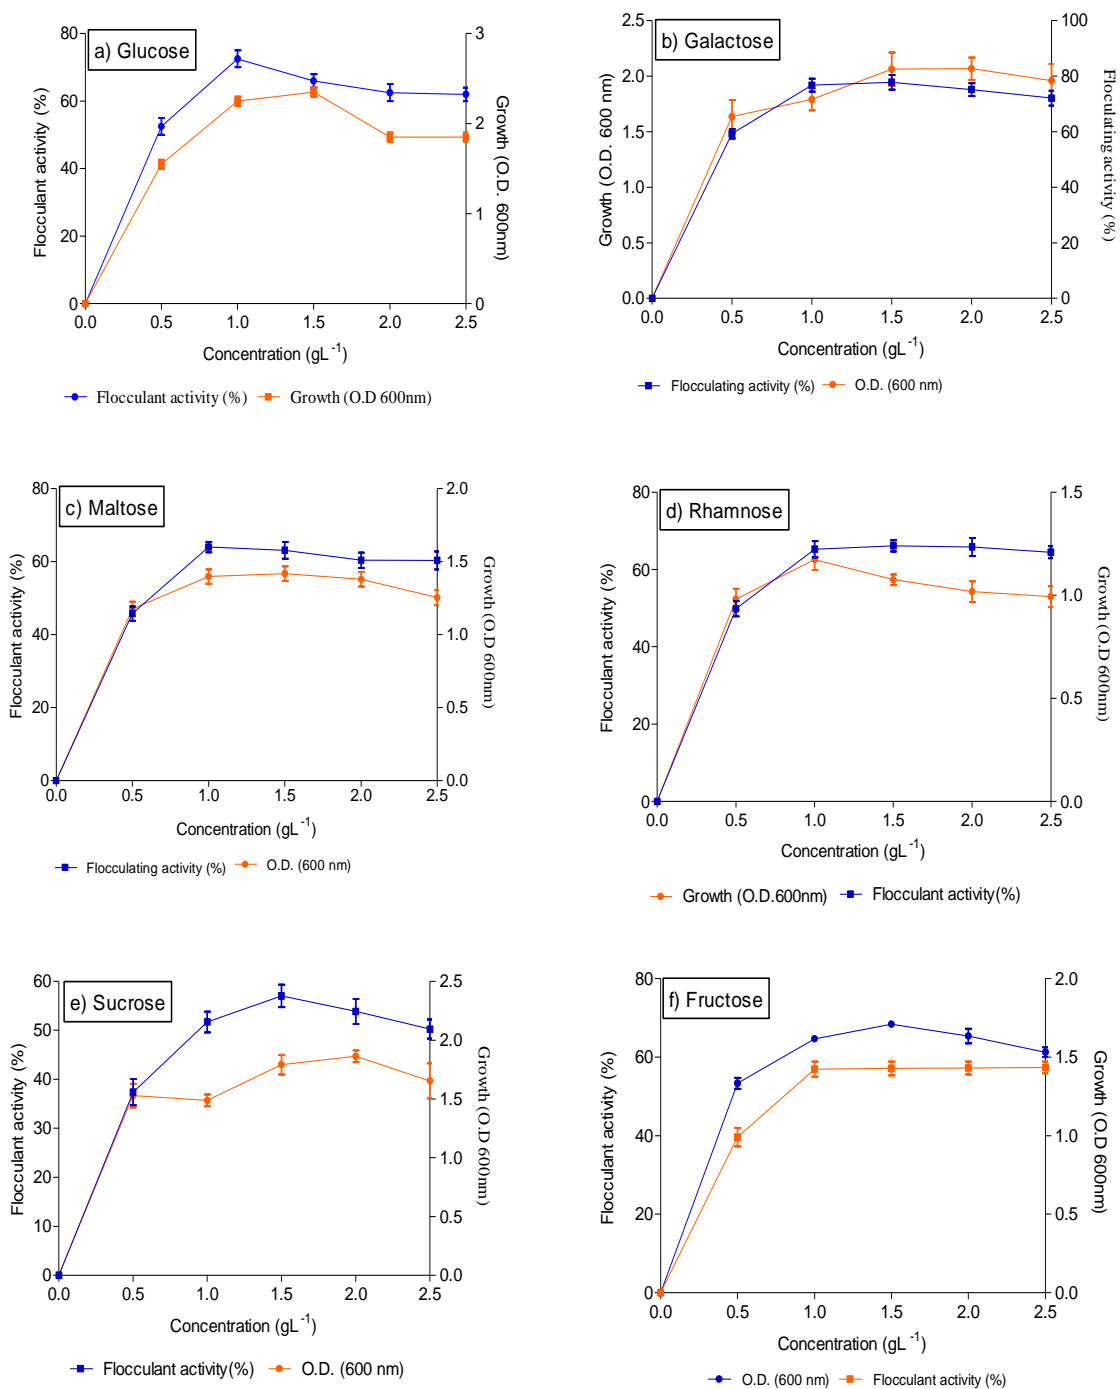 a) Glucose
80
60
40
20
0
Flocculant activity (%)
3
2
1
0
Growth (O.D. 600nm)
0.0 0.5 1.0 1.5 2.0 2.5
Concentration (gL-1)
Flocculant activity (%) Growth (O.D 600nm)
b) Galactose
2.5
2.0
1.5
1.0
0.5
0.0
Growth (O.D. 600 nm)
100
80
60
40
20
0
Floculating activity (%)
0.0 0.5 1.0 1.5 2.0 2.5
Concentration (gL-1)
Flocculating activity (%) O.D. (600 nm)
c) Maltose
80
60
40
20
0
Flocculant activity (%)
2.0
1.5
1.0
0.5
0.0
Growth (O.D 600nm)
0.0 0.5 1.0 1.5 2.0 2.5
Concentration (gL-1)
Flocculating activity (%) O.D. (600 nm)
d) Rhamnose
80
60
40
20
0
Flocculant activity (%)
1.5
1.0
0.5
0.0
Growth (O.D 600nm)
0.0 0.5 1.0 1.5 2.0 2.5
Concentration (gL-1)
Growth (O.D.600nm) Flocculant activity(%)
e) Sucrose
60
50
40
30
20
10
0
Flocculant activity (%)
2.5
2.0
1.5
1.0
0.5
0.0
Growth (O.D 600nm)
0.0 0.5 1.0 1.5 2.0 2.5
Concentration (gL-1)
Flocculant activity(%) O.D. (600 nm)
f) Fructose
80
60
40
20
0
Flocculant activity (%)
2.0
1.5
1.0
0.5
0.0
Growth (O.D 600nm)
0.0 0.5 1.0 1.5 2.0 2.5
Concentration (gL-1)
O.D. (600 nm) Flocculant activity (%)